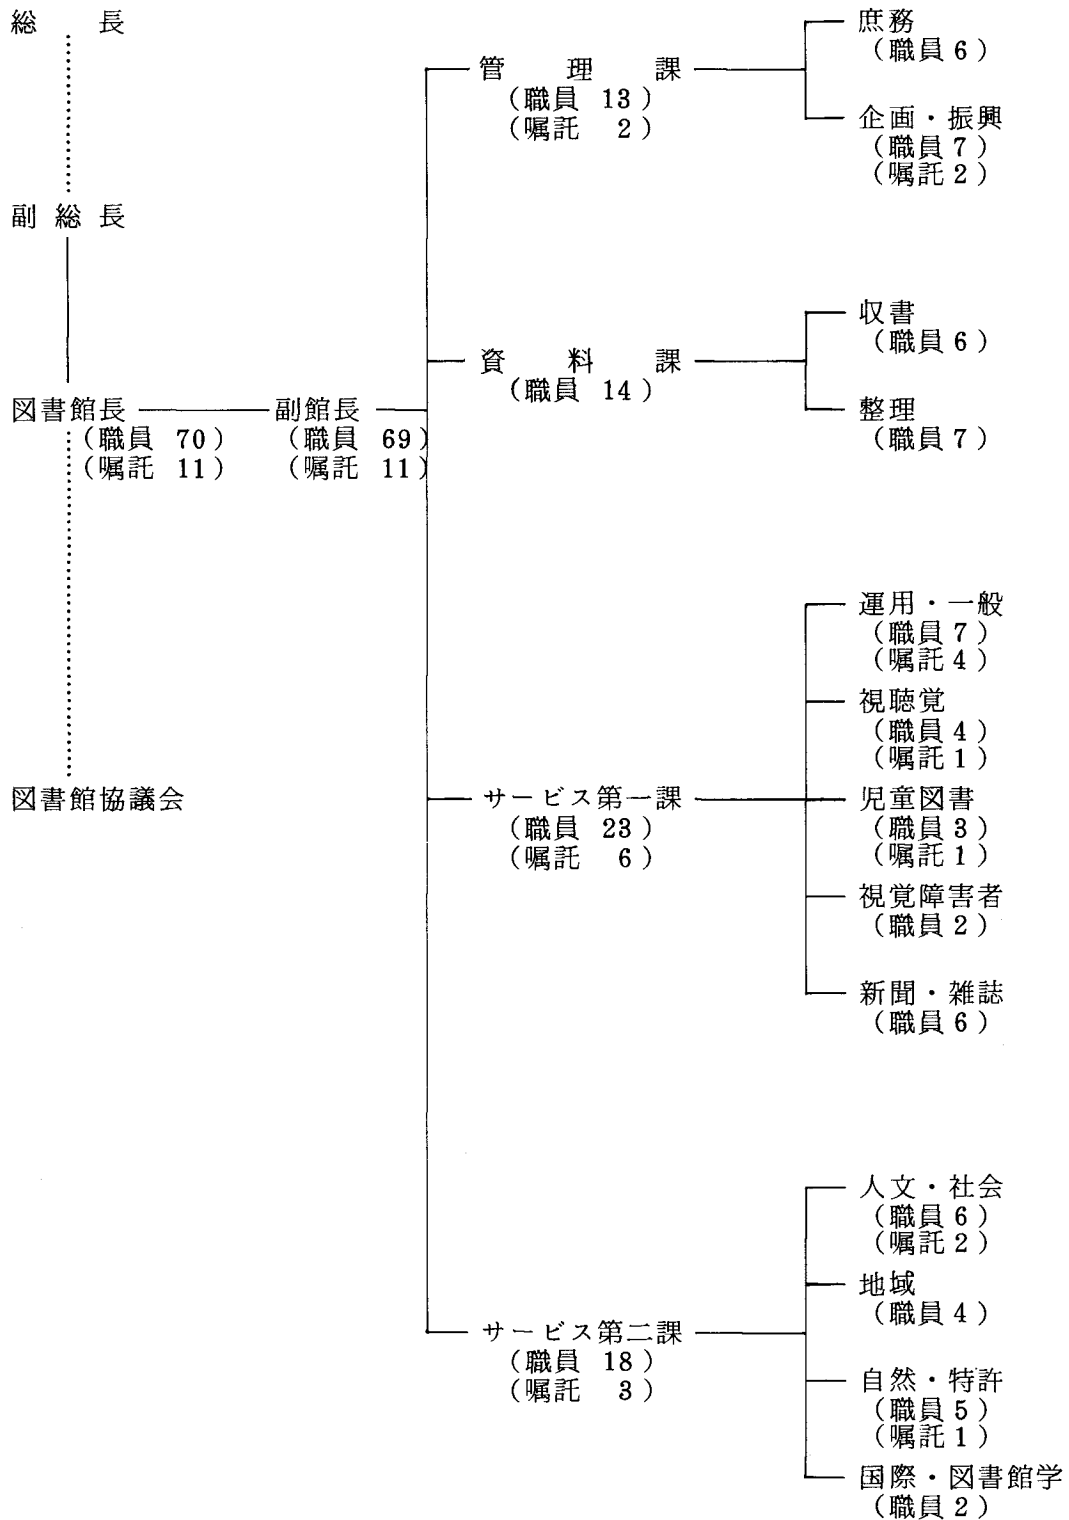 総長
副総長
図書館長
（職員 70）
（嘱託 11）
図書館協議会
副館長
（職員 69）
（嘱託 11）
管理課
（職員 13）
（嘱託 2）
庶務
（職員 6）
企画・振興
（職員 7）
（嘱託 2）
資料課
（職員 14）
収書
（職員 6）
整理
（職員 7）
サービス第一課
（職員 23）
（嘱託 6）
運用・一般
（職員 7）
（嘱託 4）
視聴覚
（職員 4）
（嘱託 1）
児童図書
（職員 3）
（嘱託 1）
視覚障害者
（職員 2）
新聞・雑誌
（職員 6）
サービス第二課
（職員 18）
（嘱託 3）
人文・社会
（職員 6）
（嘱託 2）
地域
（職員 4）
自然・特許
（職員 5）
（嘱託 1）
国際・図書館学
（職員 2）